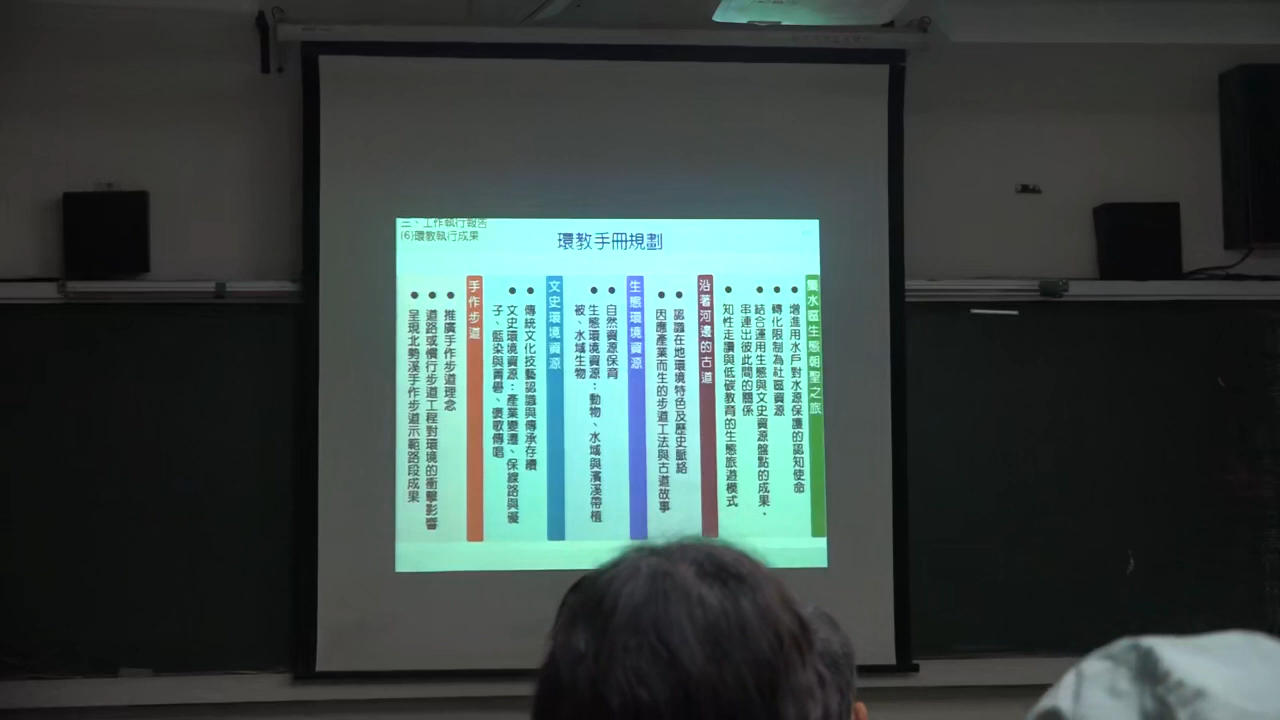 三、工作執行報告
(6)環教執行成果
環教手冊規劃
集水區生態朝聖之旅
● 增進用水戶對水源保護的認知使命
● 轉化限制為社區資源
● 結合運用生態與文史資源盤點的成果，
串連出彼此間的關係
● 知性走讀與低碳教育的生態旅遊模式
沿著河邊的古道
● 認識在地環境特色及歷史脈絡
● 因應產業而生的步道工法與古道故事
生態環境資源
● 自然資源保育
● 生態環境資源：動物、水域與濱溪帶植
被、水域生物
文史環境資源
● 傳統文化技藝認識與傳承存續
● 文史環境資源：產業變遷、保線路與隘
子、藍染與菁礐、褒歌傳唱
手作步道
● 推廣手作步道理念
● 道路或慣行步道工程對環境的衝擊影響
● 呈現北勢溪手作步道示範路段成果